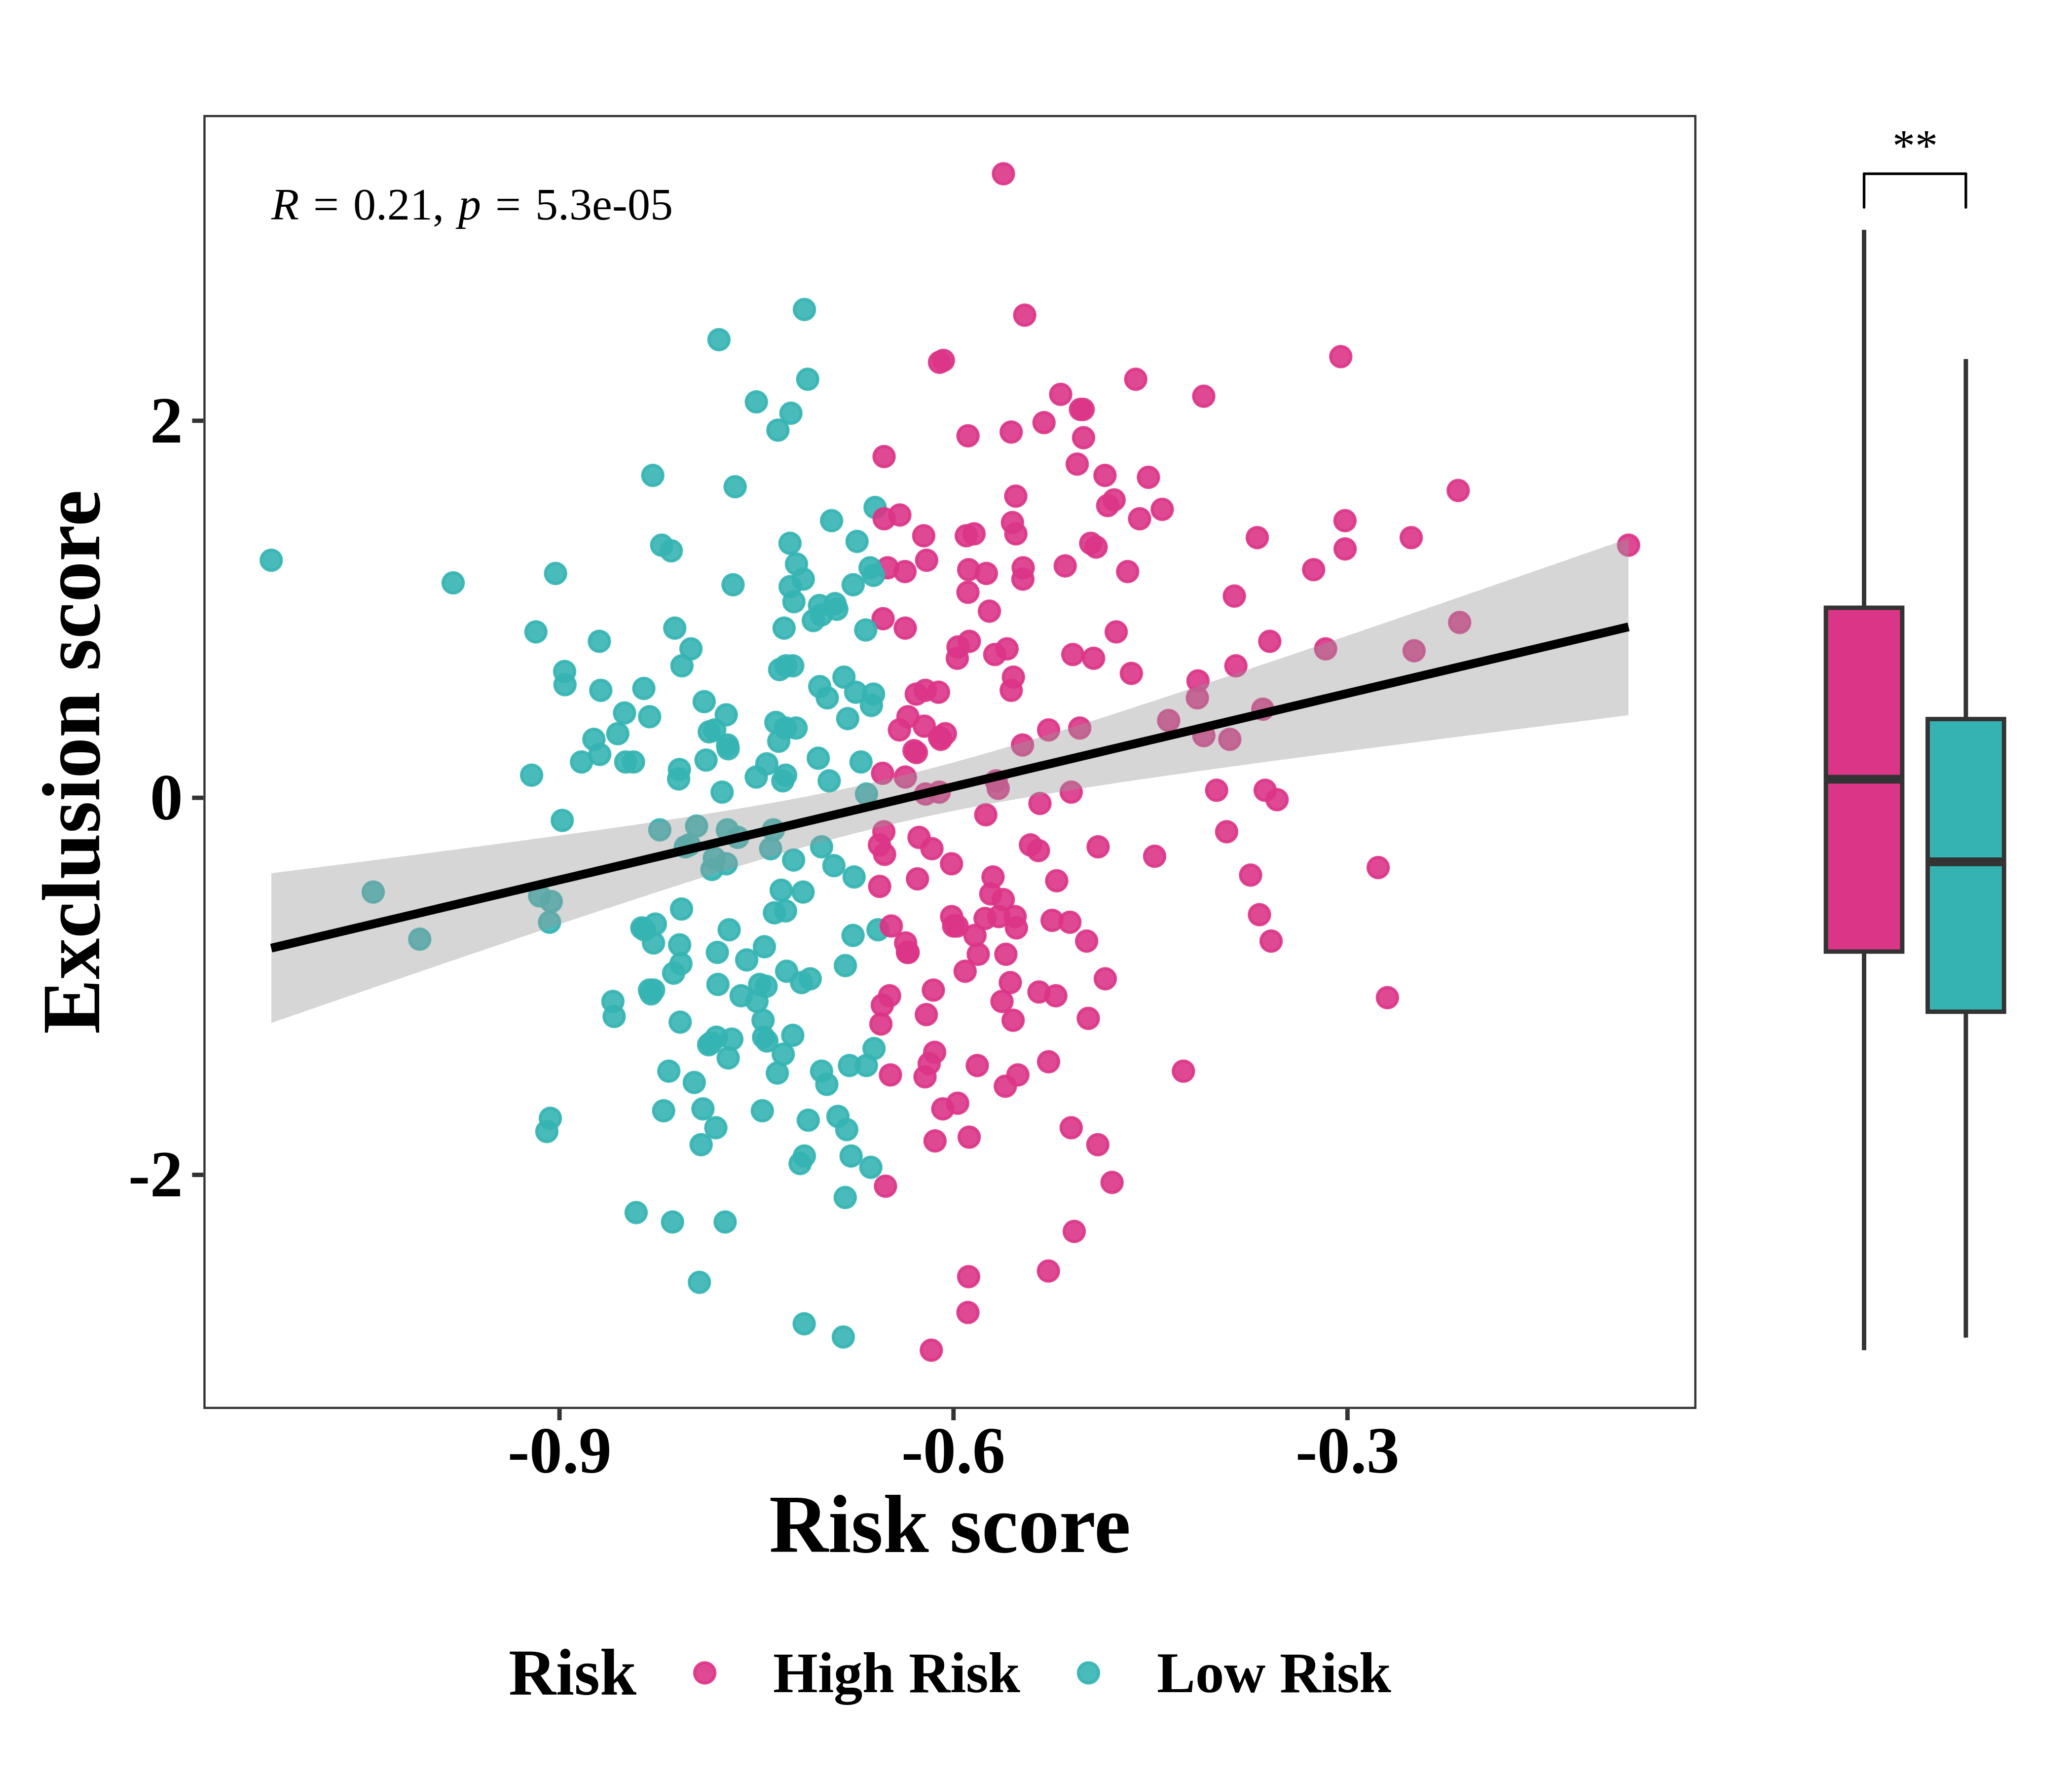 **
R = 0.21, p = 5.3e-05
2
0
-2
Exclusion score
-0.9 -0.6 -0.3
Risk score
Risk High Risk Low Risk